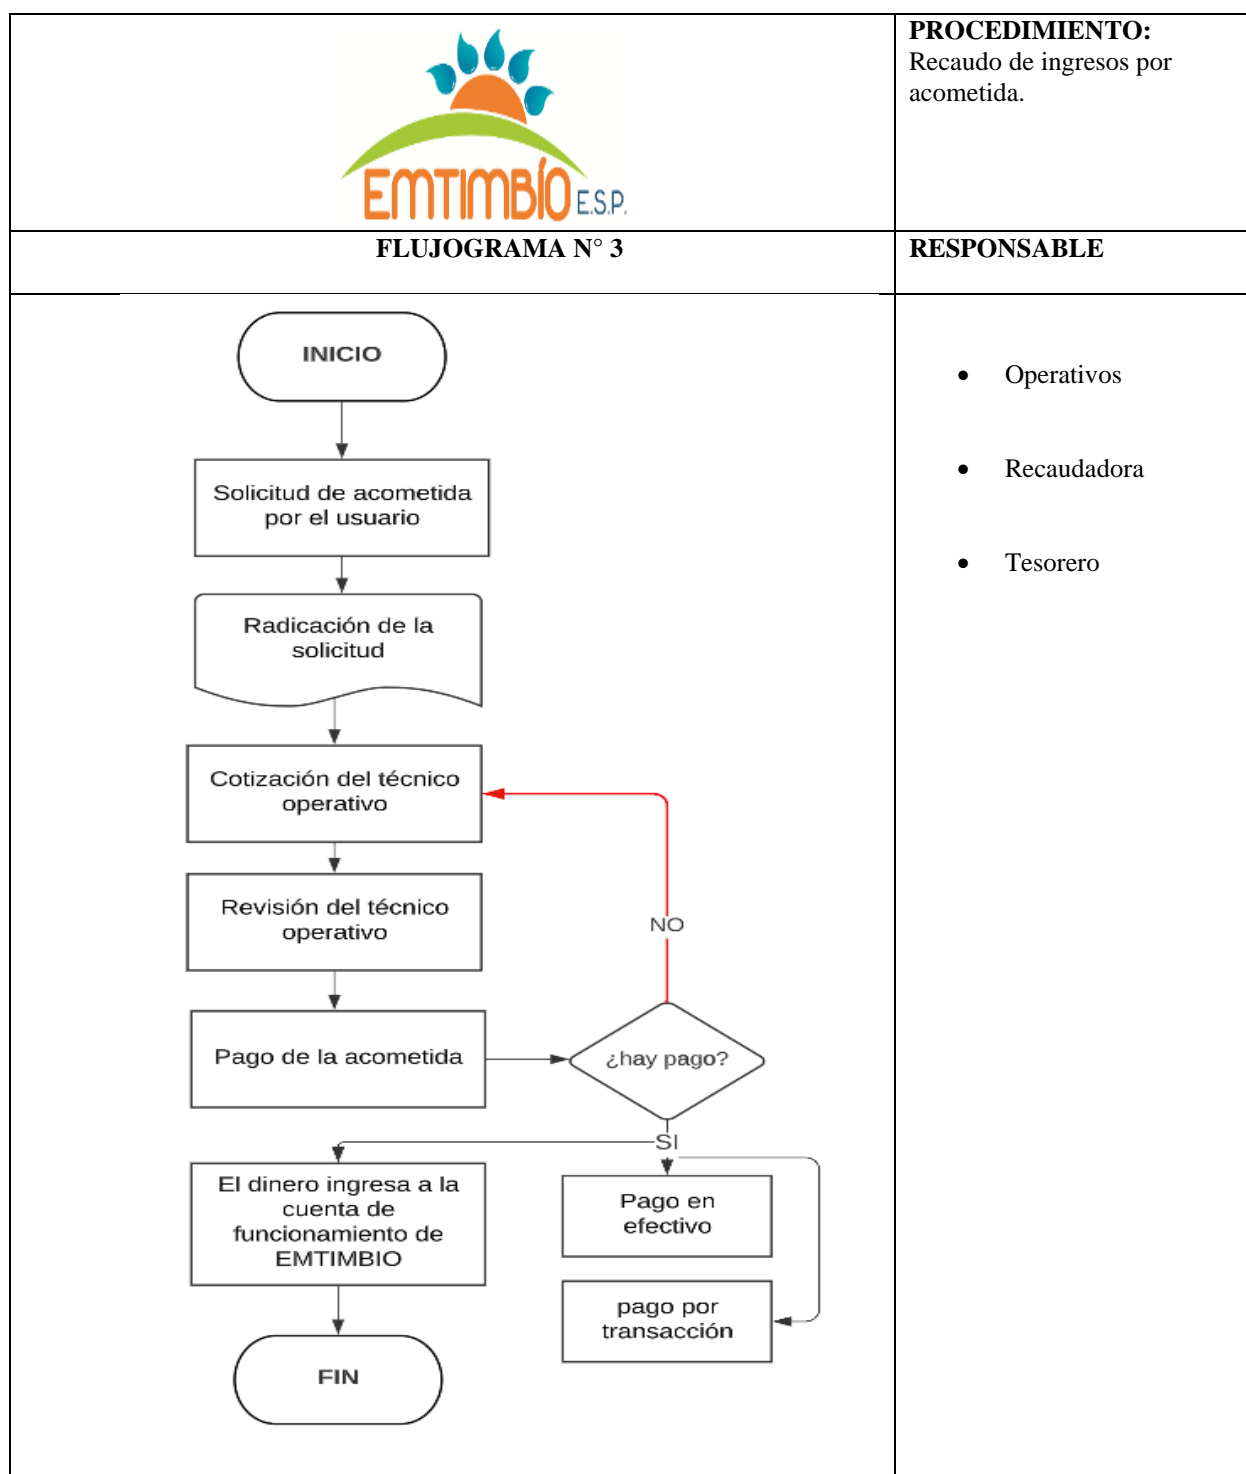 EMTIMBÍO E.S.P.
PROCEDIMIENTO:
Recaudo de ingresos por
acometida.
FLUJOGRAMA N° 3
RESPONSABLE
INICIO
Solicitud de acometida
por el usuario
Radicación de la
solicitud
Cotización del técnico
operativo
Revisión del técnico
operativo
NO
Pago de la acometida
¿hay pago?
SI
El dinero ingresa a la
cuenta de
funcionamiento de
EMTIMBIO
Pago en
efectivo
pago por
transacción
FIN
• Operativos
• Recaudadora
• Tesorero